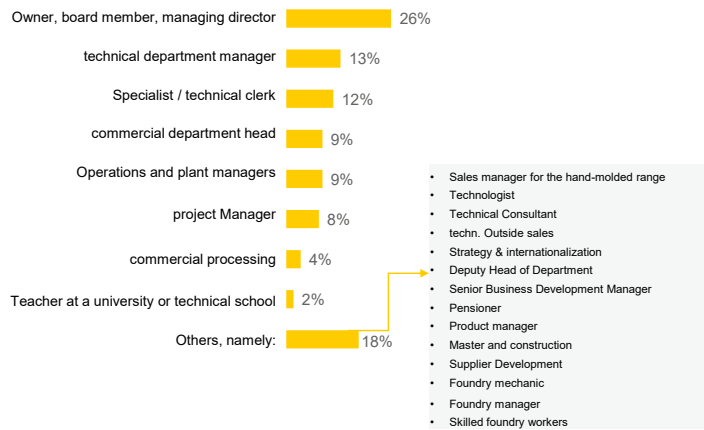 Owner, board member, managing director 26%
technical department manager 13%
Specialist / technical clerk 12%
commercial department head 9%
Operations and plant managers 9%
project Manager 8%
commercial processing 4%
Teacher at a university or technical school 2%
Others, namely: 18%
• Sales manager for the hand-molded range
• Technologist
• Technical Consultant
• techn. Outside sales
• Strategy & internationalization
• Deputy Head of Department
• Senior Business Development Manager
• Pensioner
• Product manager
• Master and construction
• Supplier Development
• Foundry mechanic
• Foundry manager
• Skilled foundry workers